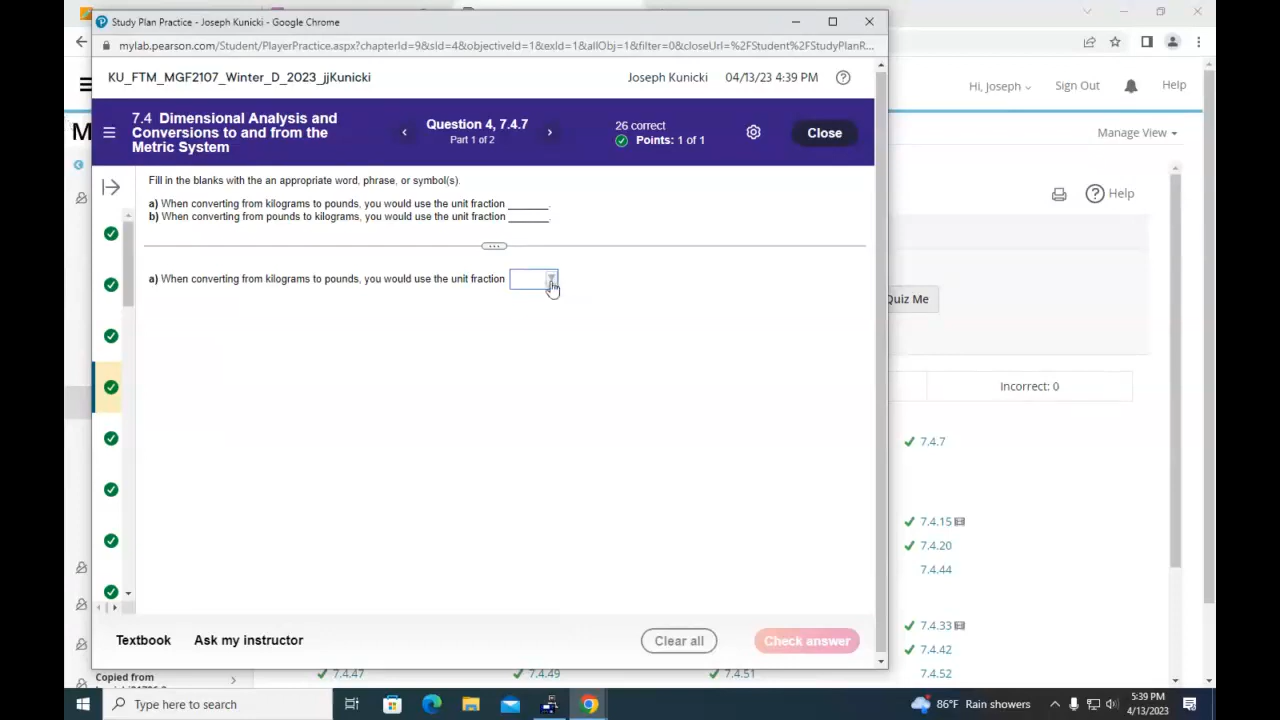 Study Plan Practice - Joseph Kunicki - Google Chrome
mylab.pearson.com/Student/PlayerPractice.aspx?chapterId=9&sId=4&objectiveId=1&exId=1&allObj=1&filter=0&closeUrl=%2FStudent%2FStudyPlanR...
KU_FTM_MGF2107_Winter_D_2023_jjKunicki
Joseph Kunicki 04/13/23 4:39 PM
Hi, Joseph
Sign Out
Help
7.4 Dimensional Analysis and
Conversions to and from the
Metric System
Question 4, 7.4.7
Part 1 of 2
26 correct
Points: 1 of 1
Close
M
Manage View
Help
Fill in the blanks with the an appropriate word, phrase, or symbol(s).
a) When converting from kilograms to pounds, you would use the unit fraction _______.
b) When converting from pounds to kilograms, you would use the unit fraction _______.
a) When converting from kilograms to pounds, you would use the unit fraction
Quiz Me
Incorrect: 0
7.4.7
7.4.15
7.4.20
7.4.44
7.4.33
7.4.42
7.4.52
Textbook
Ask my instructor
Clear all
Check answer
Copied from
7.4.47
7.4.49
7.4.51
Type here to search
86°F Rain showers
5:39 PM
4/13/2023